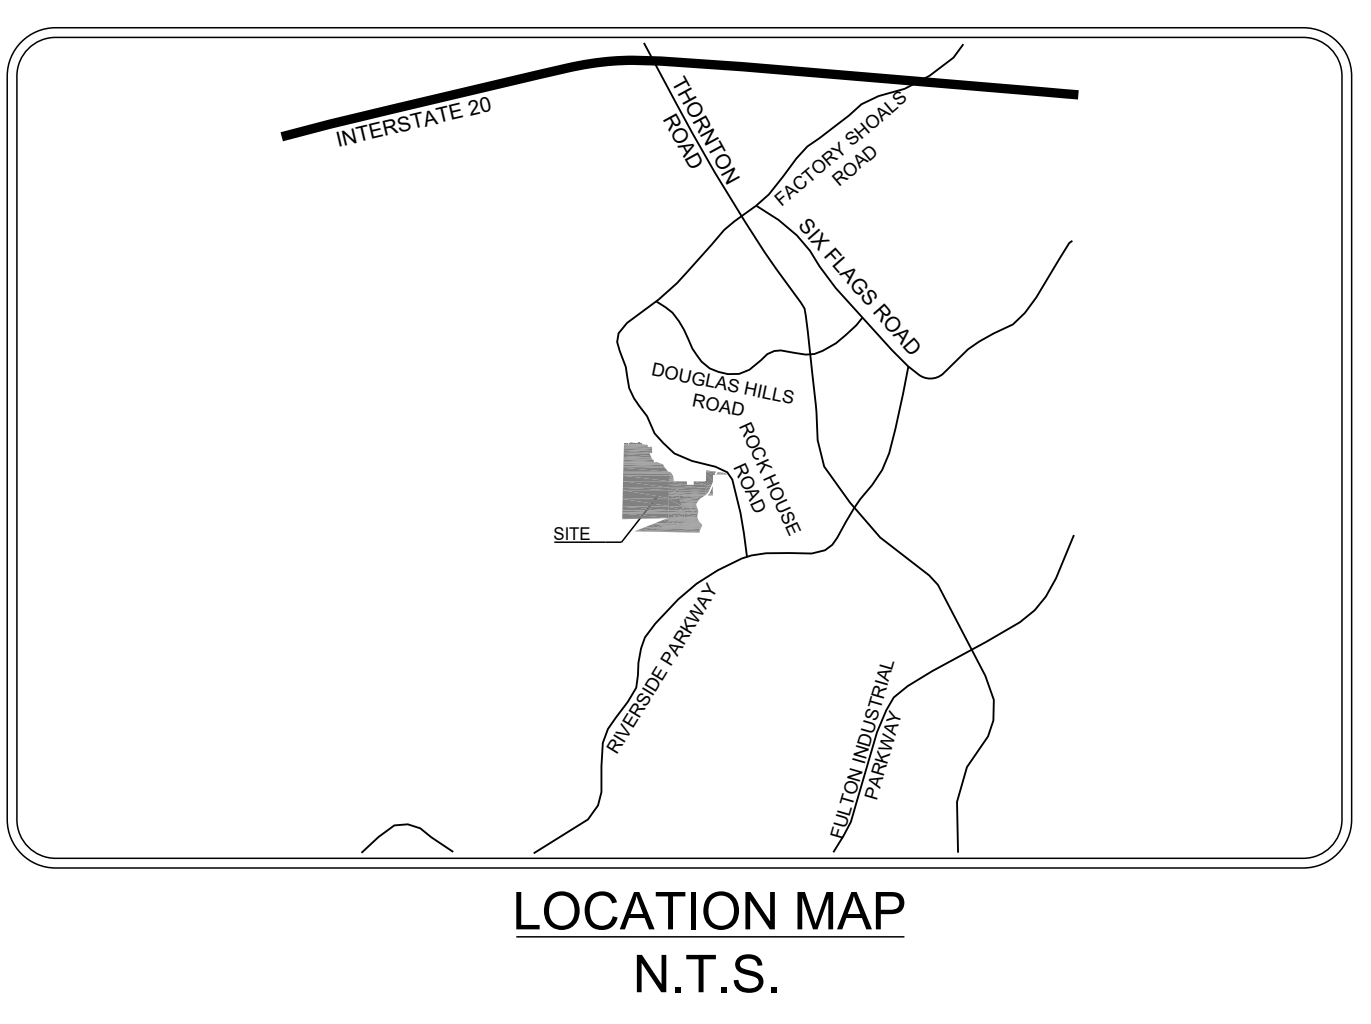 INTERSTATE 20
THORNTON
ROAD
FACTORY SHOALS
ROAD
SIX FLAGS ROAD
DOUGLAS HILLS
ROAD
ROCK HOUSE
ROAD
SITE
RIVERSIDE PARKWAY
FULTON INDUSTRIAL
PARKWAY
LOCATION MAP
N.T.S.